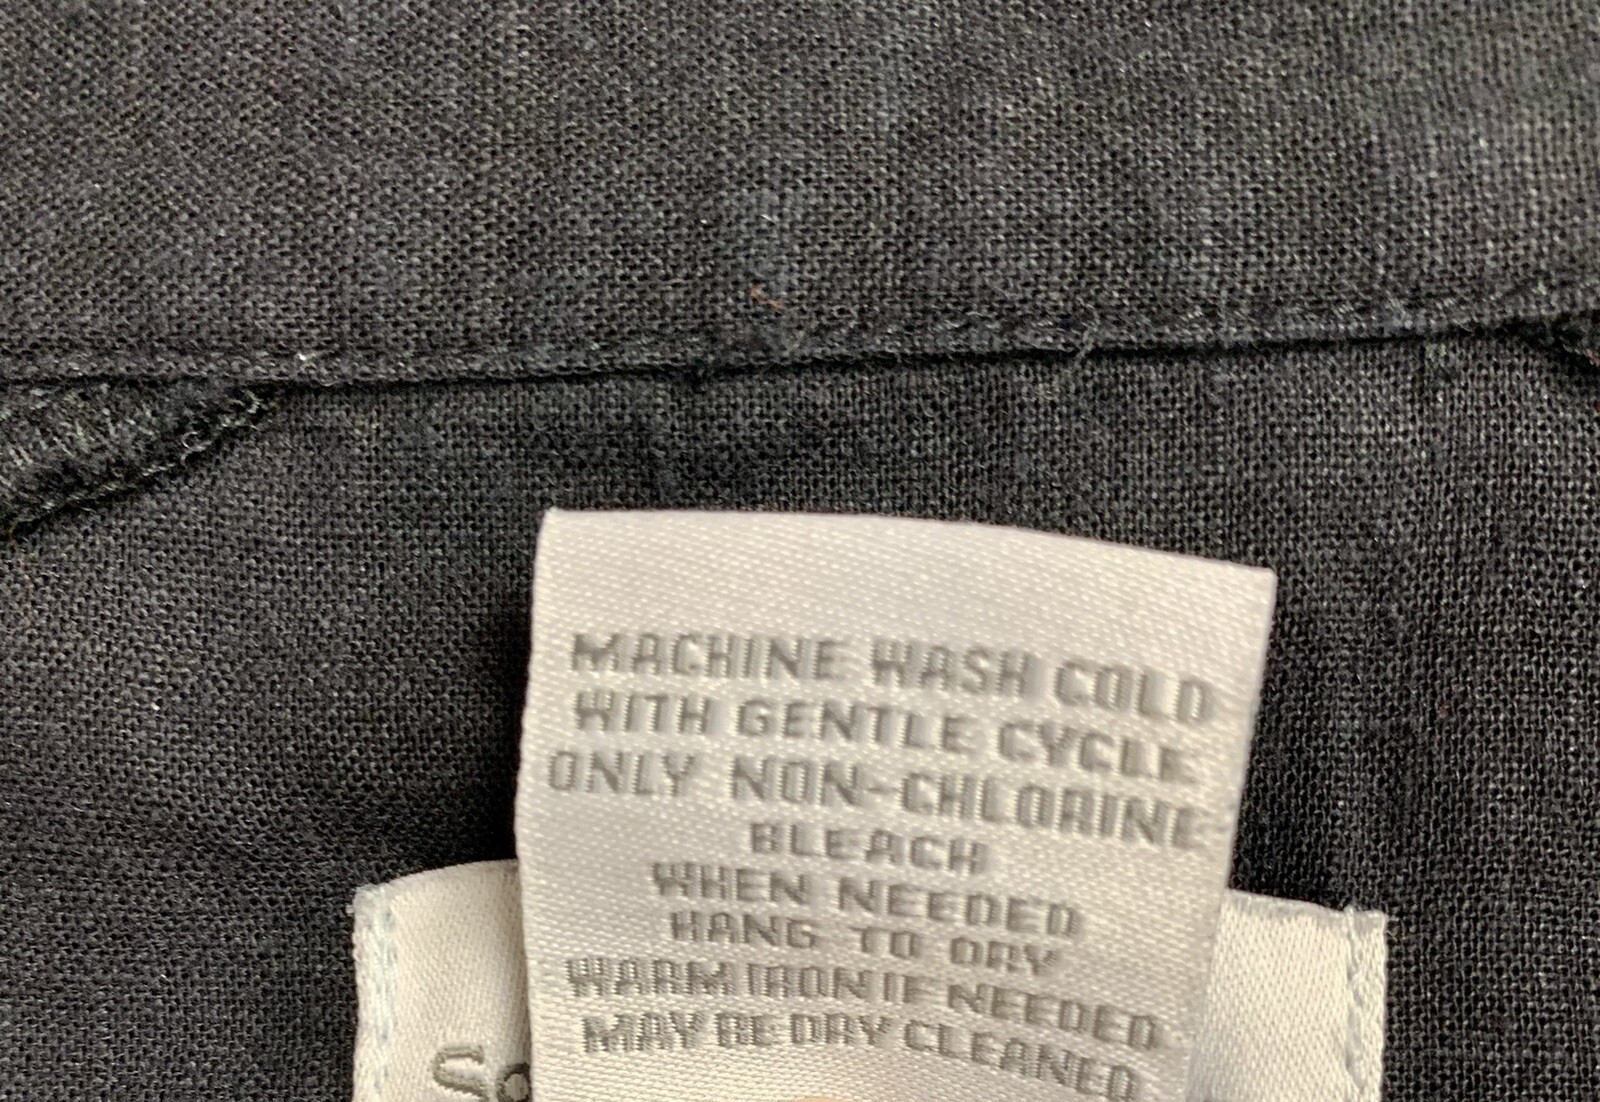 MACHINE WASH COLD
WITH GENTLE CYCLE
ONLY NON-CHLORINE
BLEACH
WHEN NEEDED
HANG TO DRY
WARM IRON IF NEEDED
MAY BE DRY CLEANED